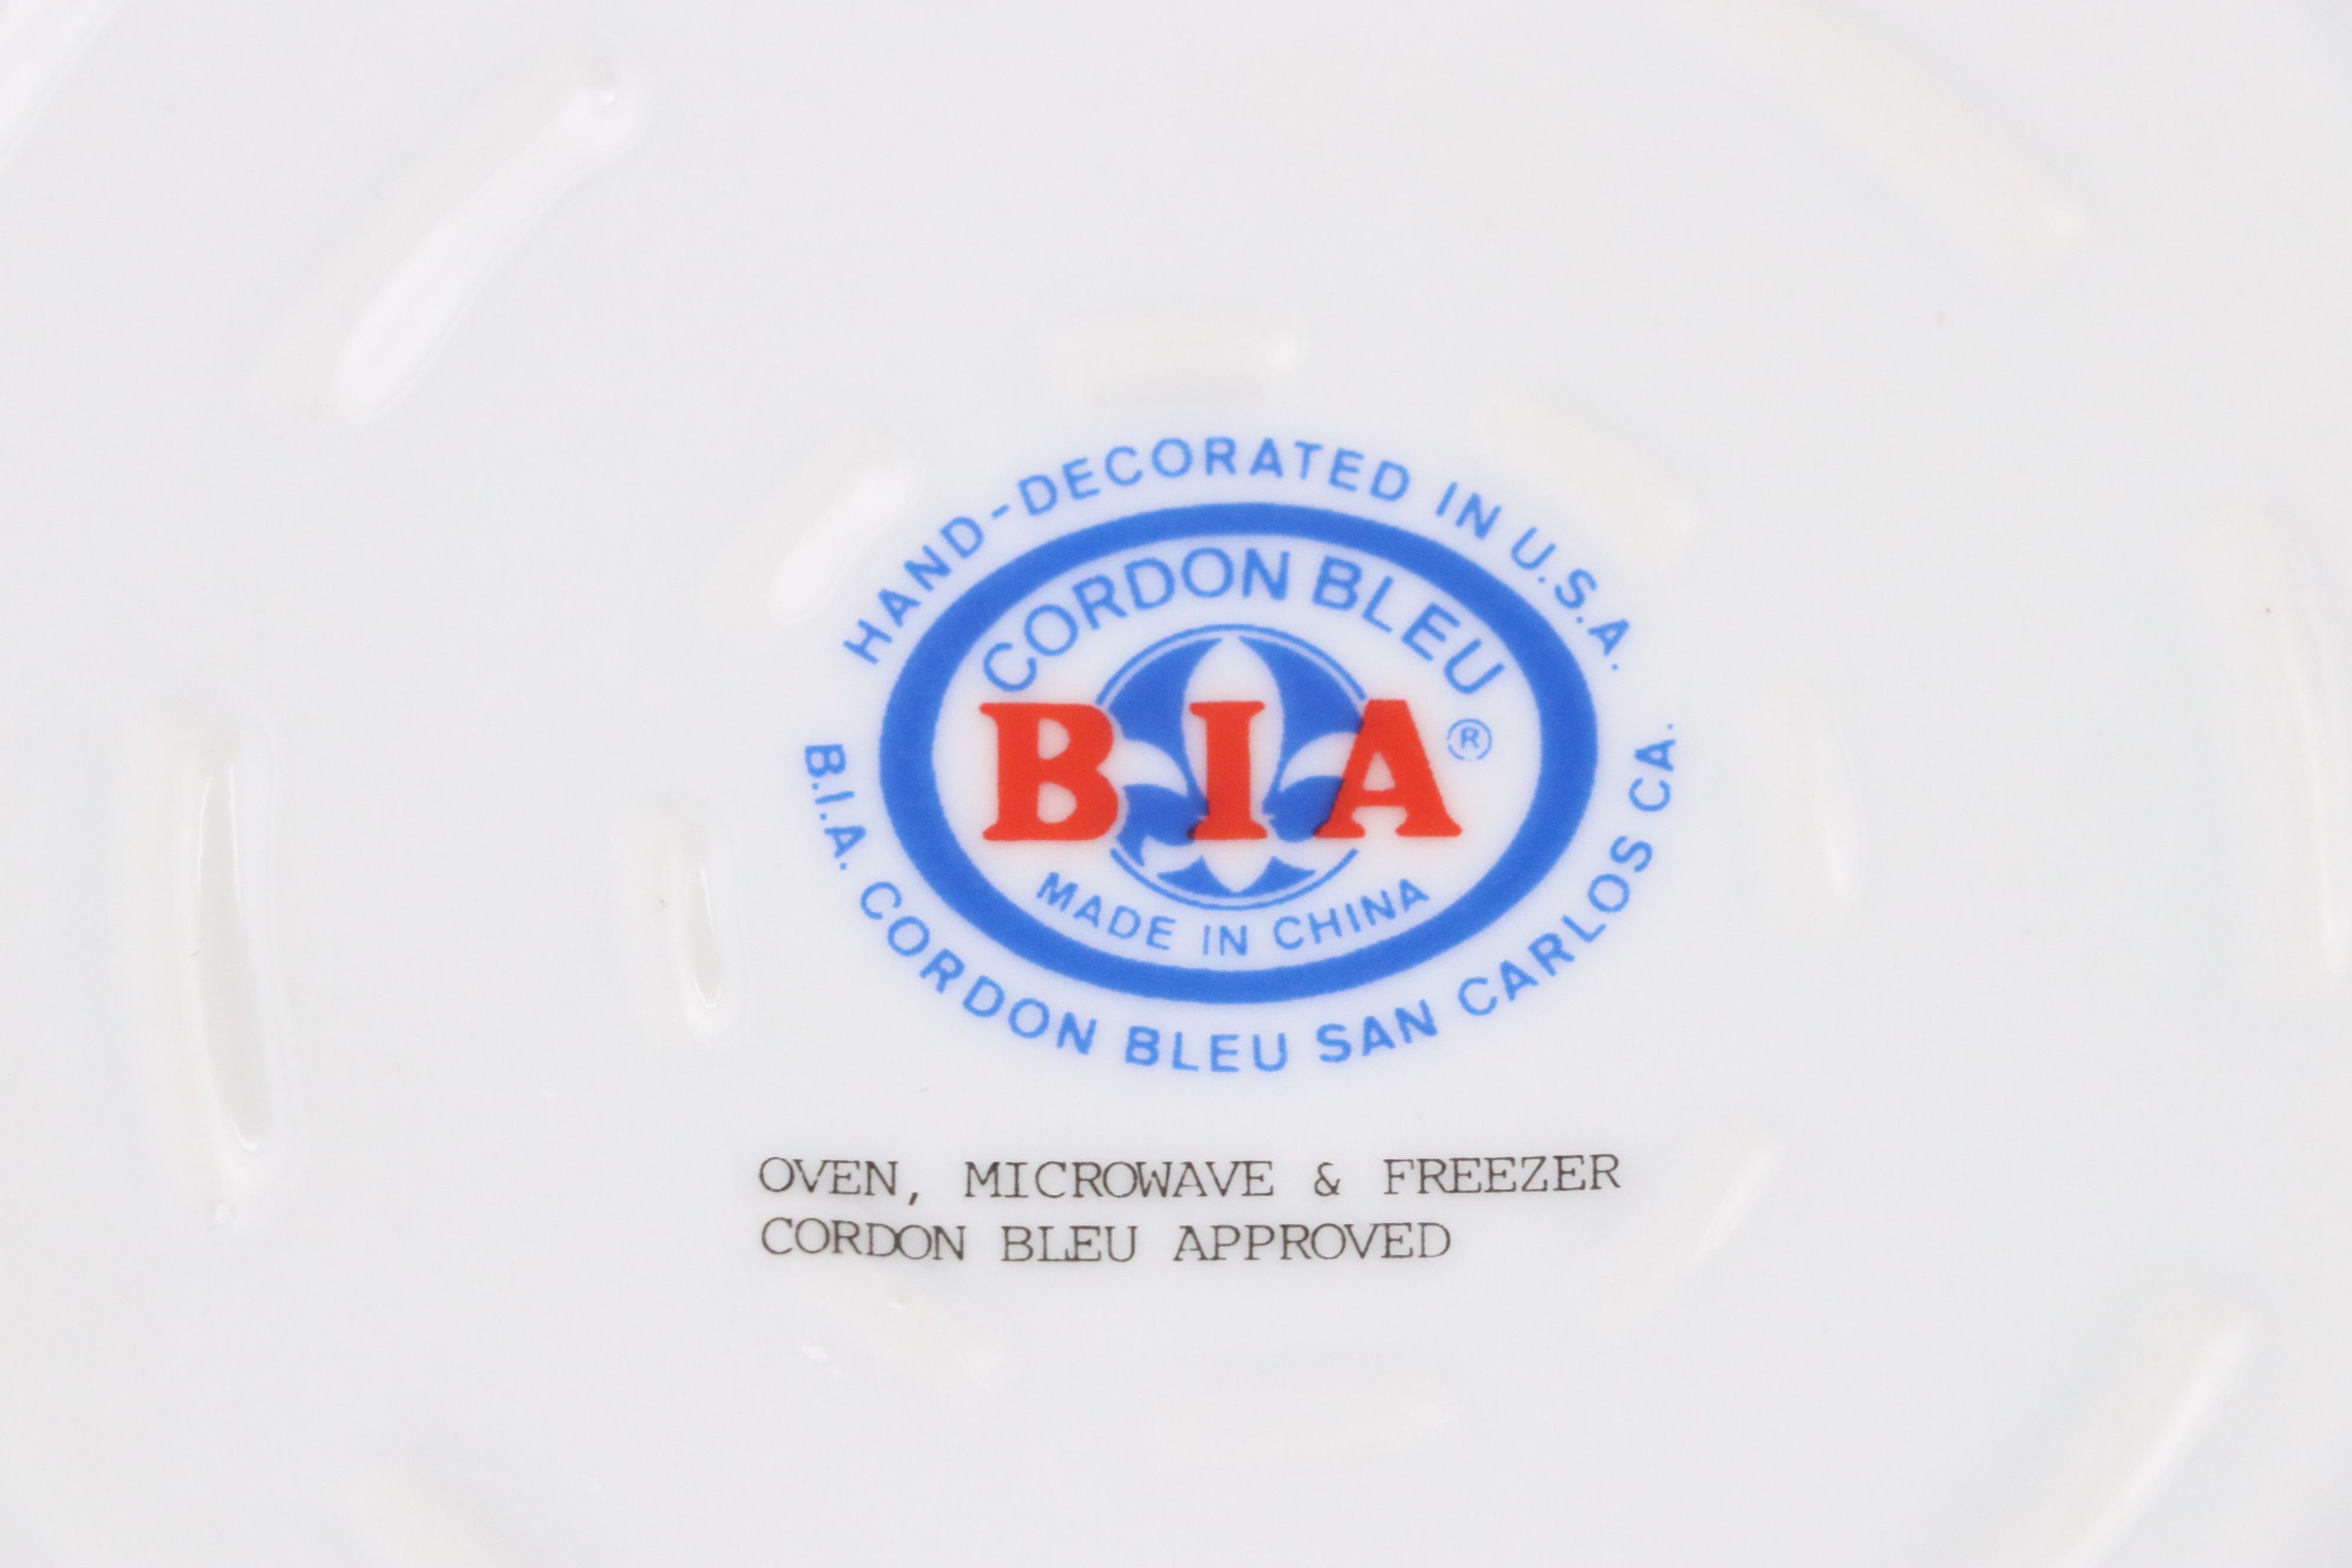 HAND-DECORATED IN U.S.A.
CORDON BLEU
BIA ®
MADE IN CHINA
B.I.A. CORDON BLEU SAN CARLOS CA.
OVEN, MICROWAVE & FREEZER
CORDON BLEU APPROVED